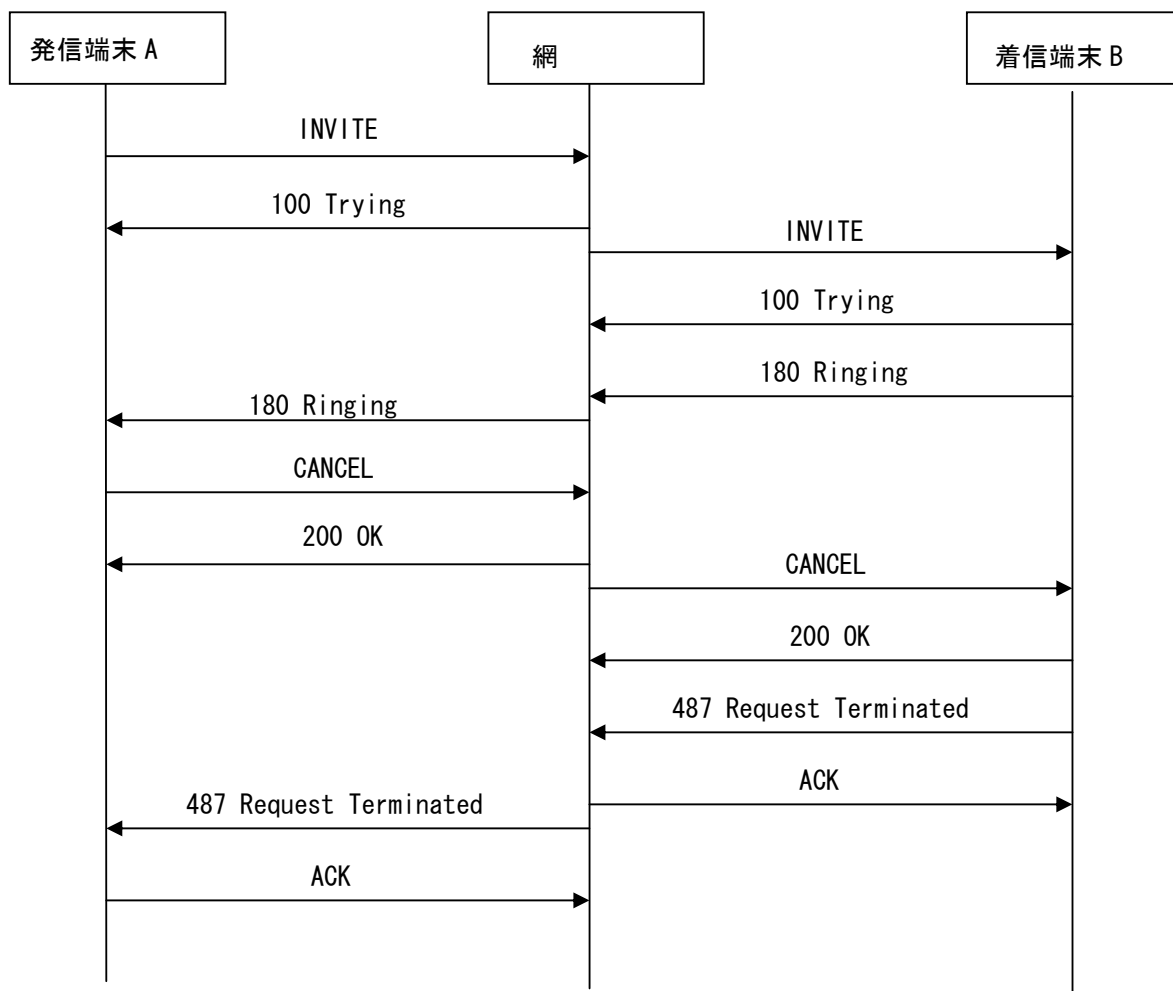 発信端末 A
網
着信端末 B
INVITE
100 Trying
INVITE
100 Trying
180 Ringing
180 Ringing
CANCEL
200 OK
CANCEL
200 OK
487 Request Terminated
ACK
487 Request Terminated
ACK